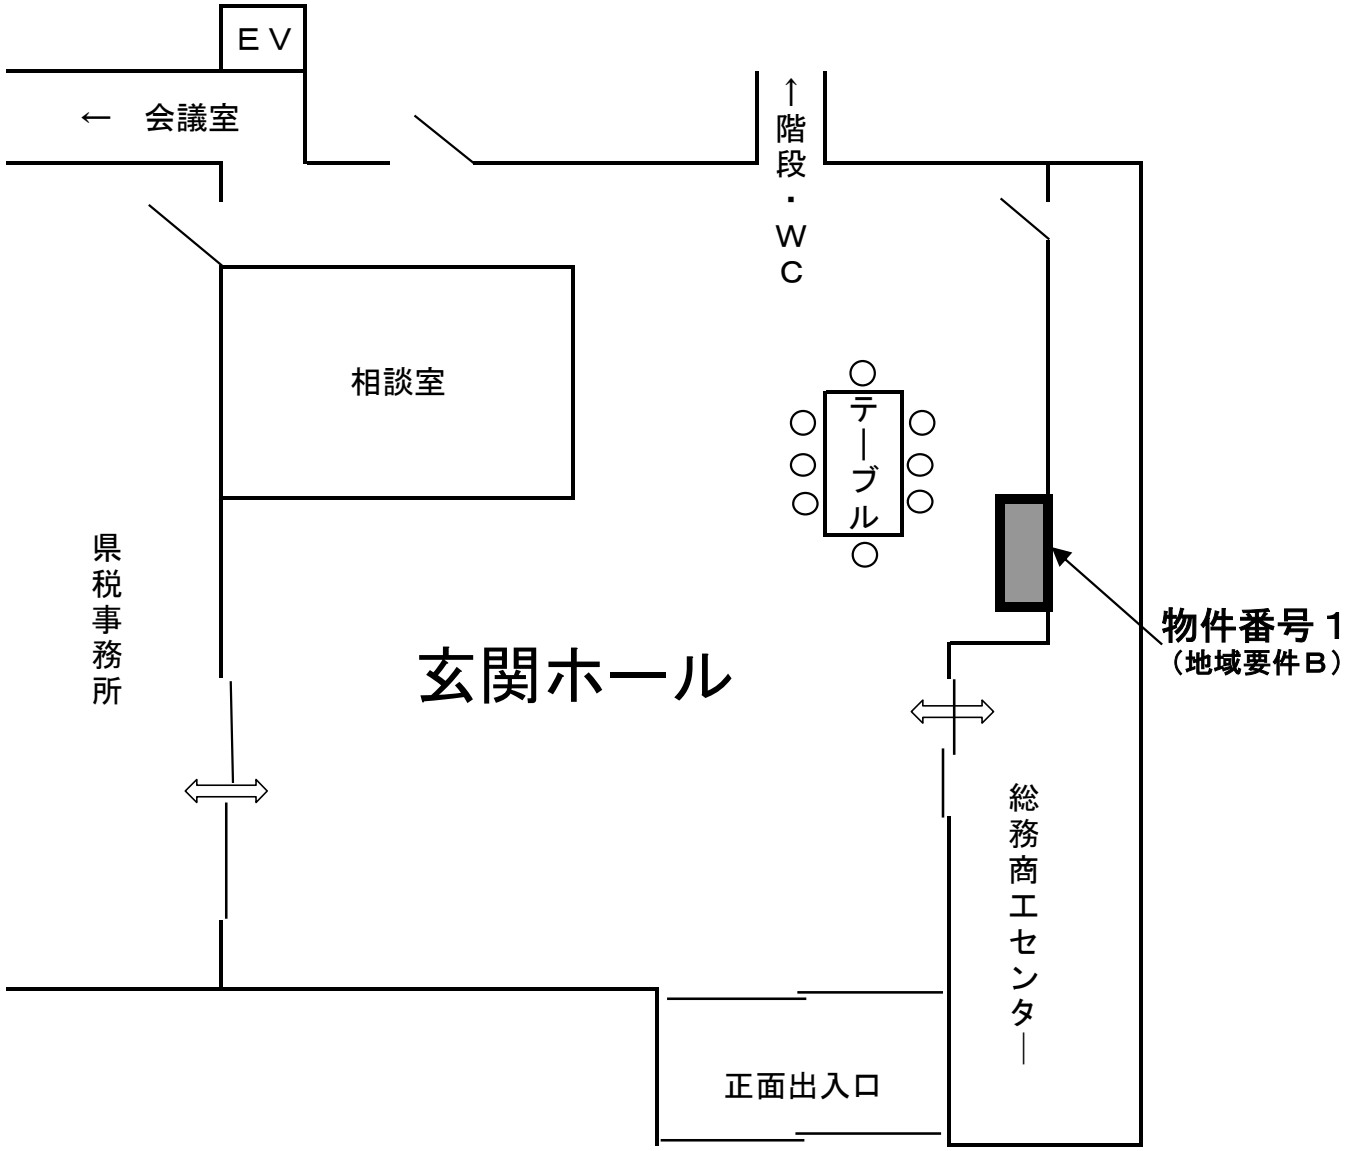 ＥＶ
← 会議室
↑階段・ＷＣ
相談室
テーブル
県税事務所
玄関ホール
物件番号１
（地域要件Ｂ）
総務商工センター
正面出入口